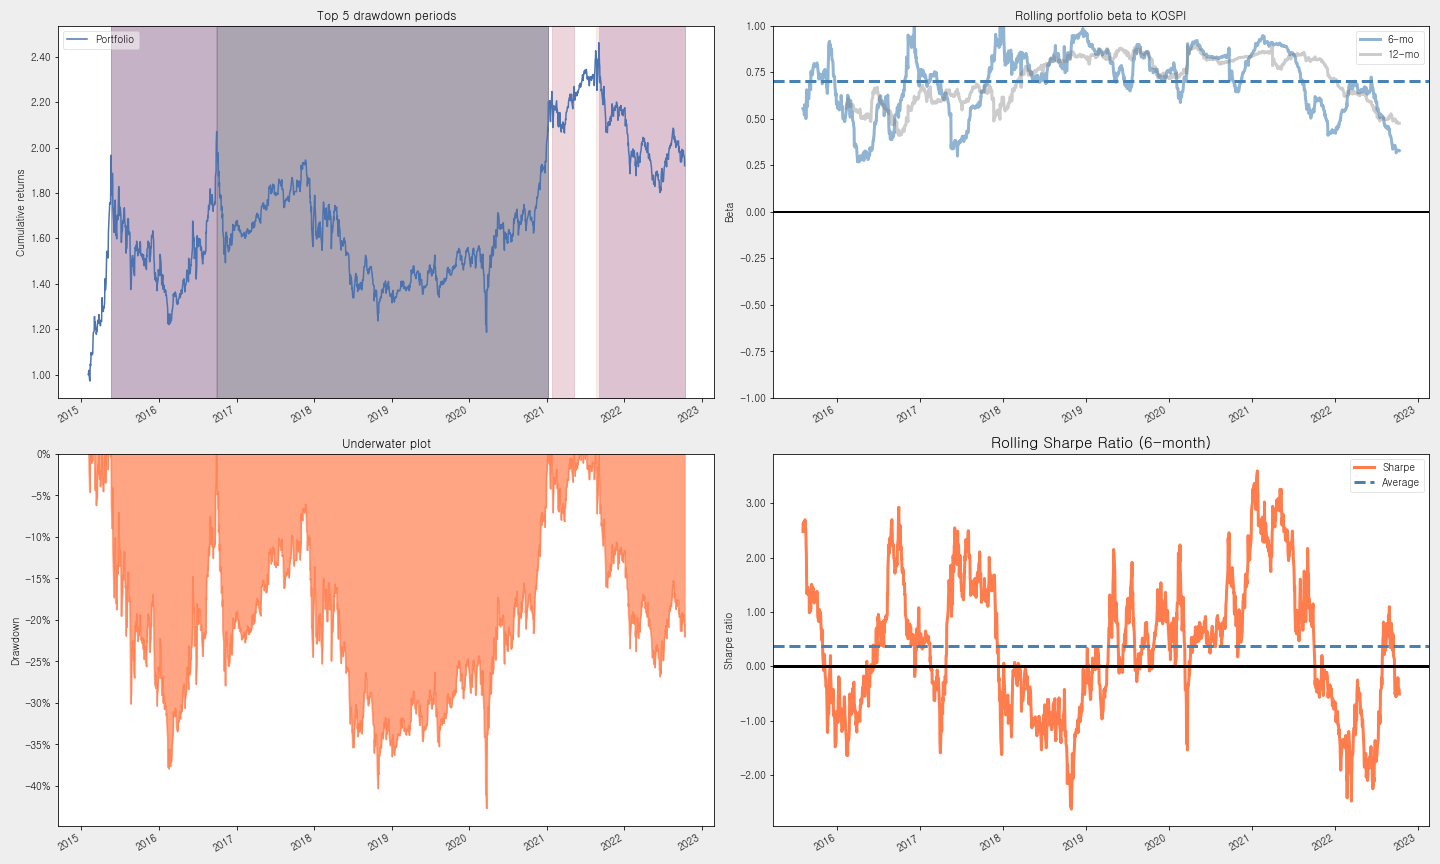 Top 5 drawdown periods
Portfolio
Cumulative returns
2.40
2.20
2.00
1.80
1.60
1.40
1.20
1.00
2015 2016 2017 2018 2019 2020 2021 2022 2023
Rolling portfolio beta to KOSPI
6-mo
12-mo
Beta
1.00
0.75
0.50
0.25
0.00
−0.25
−0.50
−0.75
−1.00
2016 2017 2018 2019 2020 2021 2022 2023
Underwater plot
Drawdown
0%
−5%
−10%
−15%
−20%
−25%
−30%
−35%
−40%
2015 2016 2017 2018 2019 2020 2021 2022 2023
Rolling Sharpe Ratio (6-month)
Sharpe
Average
Sharpe ratio
3.00
2.00
1.00
0.00
−1.00
−2.00
2016 2017 2018 2019 2020 2021 2022 2023